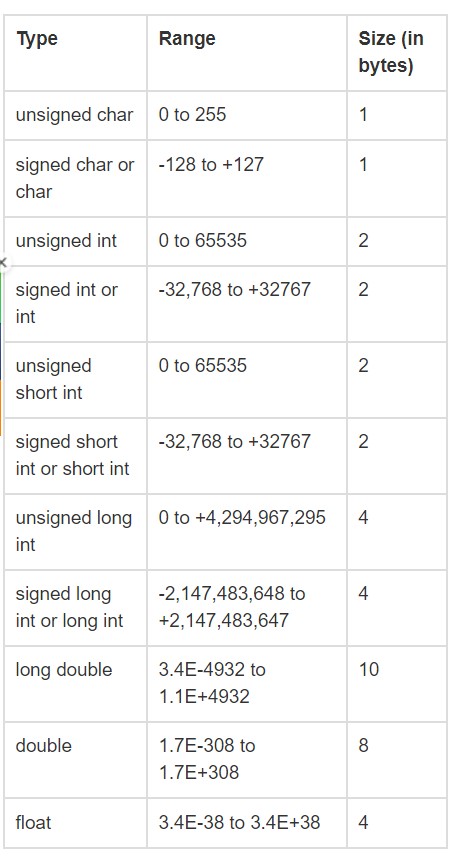 Type Range Size (in
bytes)
unsigned char 0 to 255 1
signed char or -128 to +127 1
char
unsigned int 0 to 65535 2
signed int or -32,768 to +32767 2
int
unsigned 0 to 65535 2
short int
signed short -32,768 to +32767 2
int or short int
unsigned long 0 to +4,294,967,295 4
int
signed long -2,147,483,648 to 4
int or long int +2,147,483,647
long double 3.4E-4932 to 10
1.1E+4932
double 1.7E-308 to 8
1.7E+308
float 3.4E-38 to 3.4E+38 4